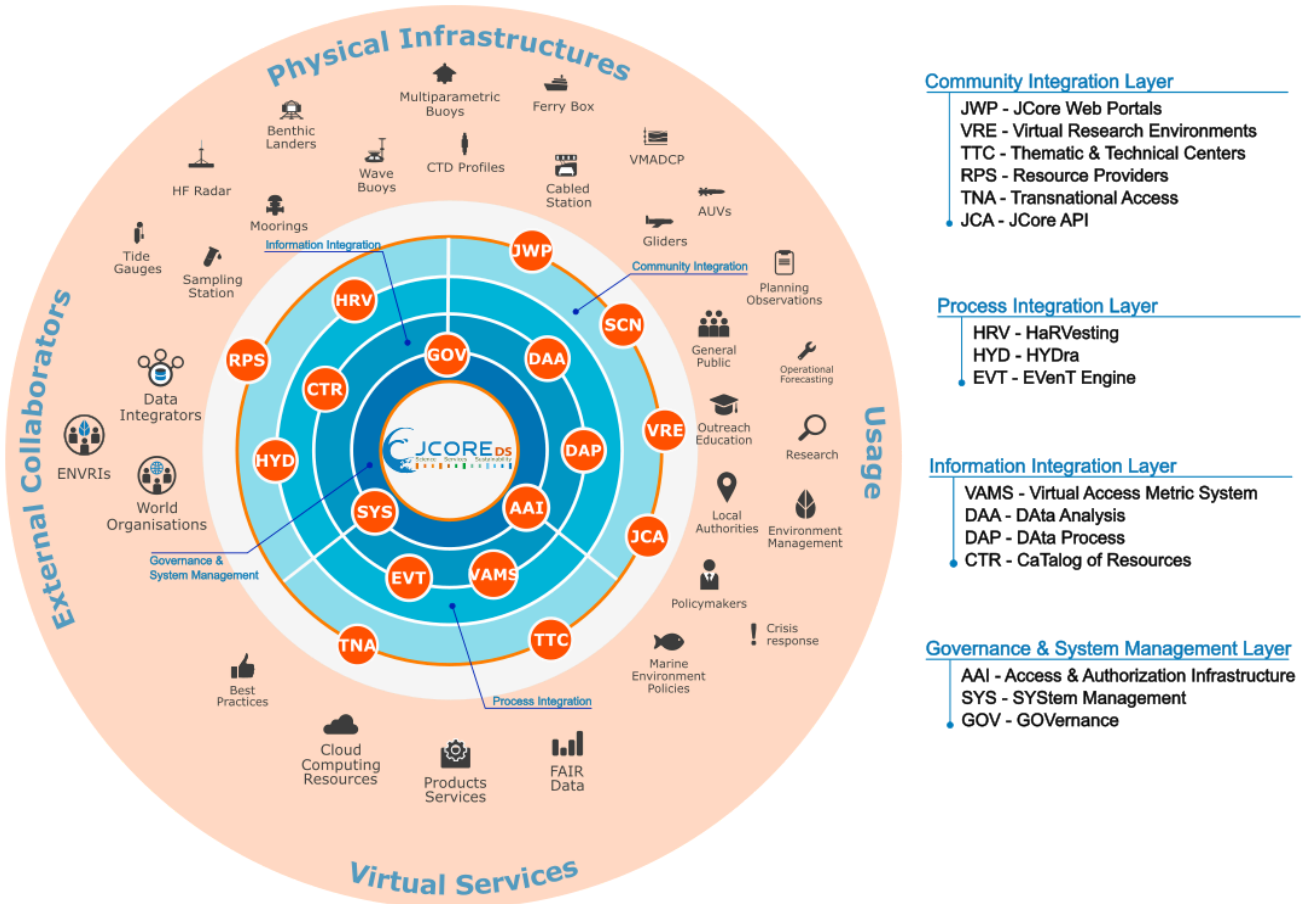 Physical Infrastructures
Multiparametric
Buoys
Ferry Box
Benthic
Landers
VMADCP
CTD Profiles
Wave
Buoys
HF Radar
Cabled
Station
AUVs
Moorings
Gliders
Tide
Gauges
Sampling
Station
Information Integration
Community Integration
Planning
Observations
External Collaborators
Data
Integrators
ENVRIs
World
Organisations
Governance &
System Management
JWP
HRV
SCN
RPS
GOV
DAA
CTR
VRE
HYD
DAP
JCOREDS
Science Services Sustainability
SYS
AAI
JCA
EVT
VAMS
TNA
TTC
Process Integration
Usage
General
Public
Operational
Forecasting
Outreach
Education
Research
Local
Authorities
Environment
Management
Policymakers
Crisis
response
Marine
Environment
Policies
Best
Practices
Cloud
Computing
Resources
Products
Services
FAIR
Data
Virtual Services
Community Integration Layer
JWP - JCore Web Portals
VRE - Virtual Research Environments
TTC - Thematic & Technical Centers
RPS - Resource Providers
TNA - Transnational Access
JCA - JCore API
Process Integration Layer
HRV - HaRVesting
HYD - HYDra
EVT - EVenT Engine
Information Integration Layer
VAMS - Virtual Access Metric System
DAA - DAta Analysis
DAP - DAta Process
CTR - CaTalog of Resources
Governance & System Management Layer
AAI - Access & Authorization Infrastructure
SYS - SYStem Management
GOV - GOVernance